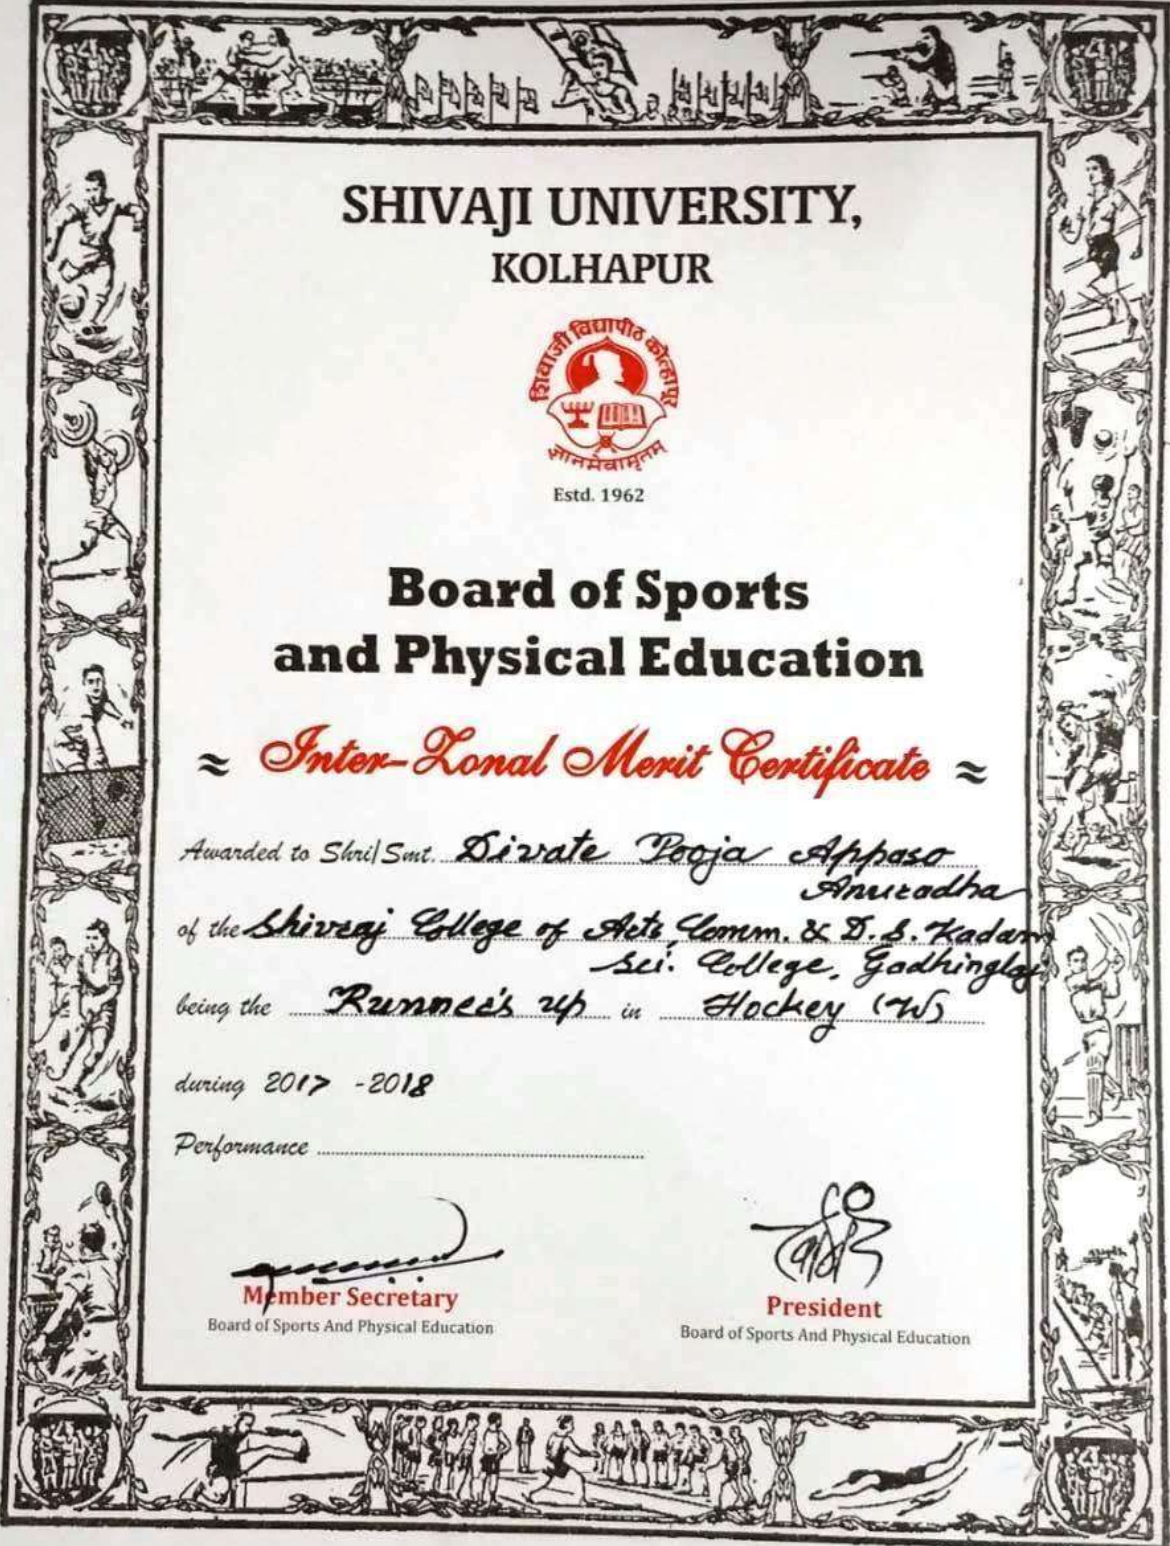 SHIVAJI UNIVERSITY,
KOLHAPUR
शिवाजी विद्यापीठ कोल्हापूर
ज्ञानमेवामृतम्
Estd. 1962
Board of Sports
and Physical Education
≈ Inter-Zonal Merit Certificate ≈
Awarded to Shri/Smt. Divate Pooja Appaso
Anuradha
of the Shivraj College of Arts, Comm. & D. S. Kadam
Sci. College, Gadhinglaj
being the Runner's up in Hockey (W)
during 2017 - 2018
Performance
Member Secretary
Board of Sports And Physical Education
President
Board of Sports And Physical Education